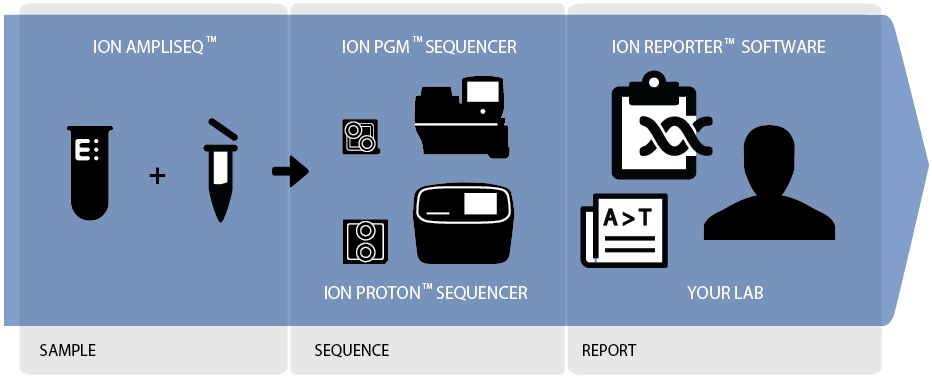 ION AMPLISEQ™
ION PGM™ SEQUENCER
ION REPORTER™ SOFTWARE
E:
+
A>T
ION PROTON™ SEQUENCER
YOUR LAB
SAMPLE
SEQUENCE
REPORT